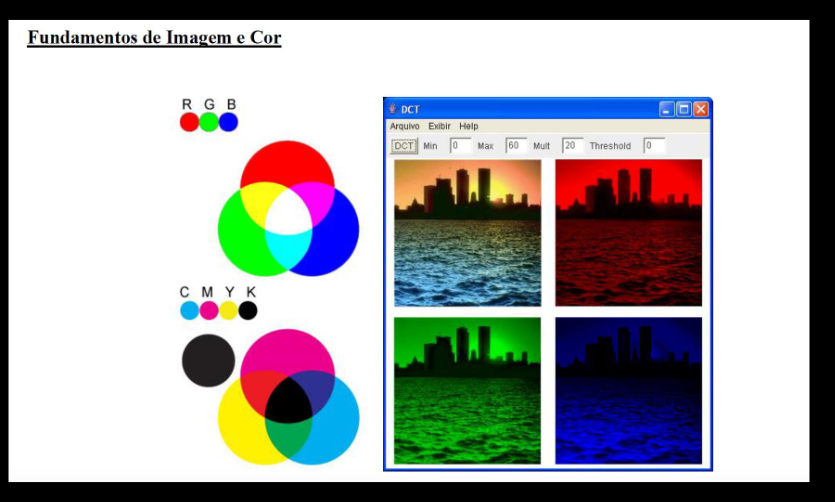 Fundamentos de Imagem e Cor
R G B
C M Y K
DCT
Arquivo Exibir Help
DCT Min 0 Max 60 Mult 20 Threshold 0